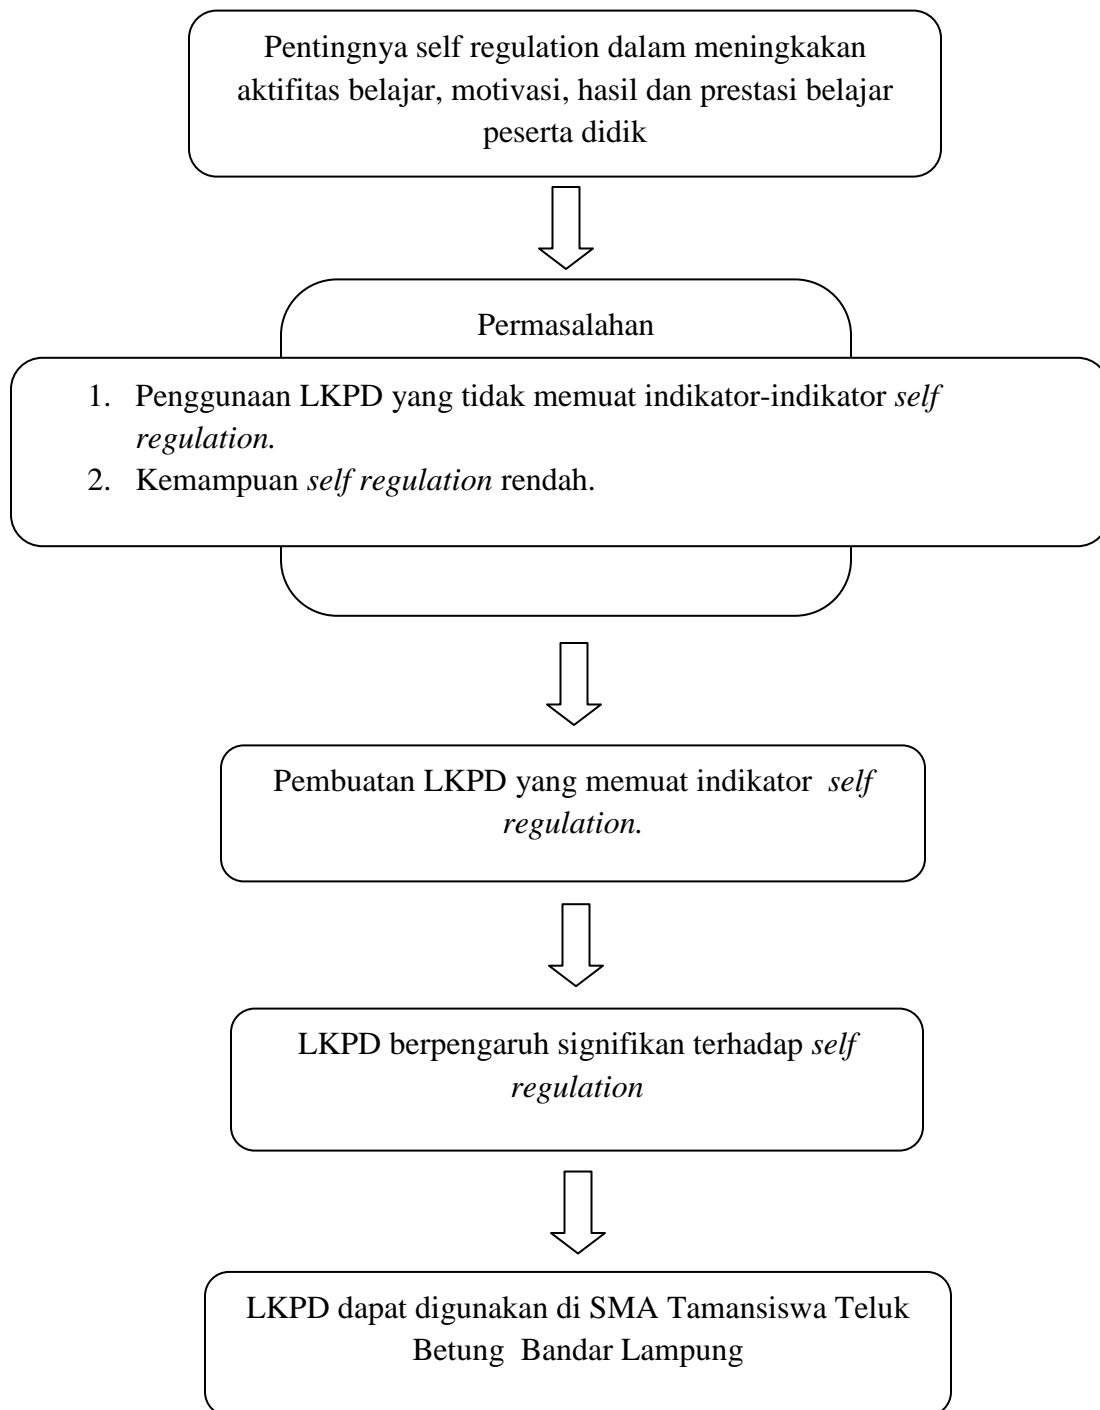 Pentingnya self regulation dalam meningkakan
aktifitas belajar, motivasi, hasil dan prestasi belajar
peserta didik
Permasalahan
1. Penggunaan LKPD yang tidak memuat indikator-indikator self
regulation.
2. Kemampuan self regulation rendah.
Pembuatan LKPD yang memuat indikator self
regulation.
LKPD berpengaruh signifikan terhadap self
regulation
LKPD dapat digunakan di SMA Tamansiswa Teluk
Betung Bandar Lampung